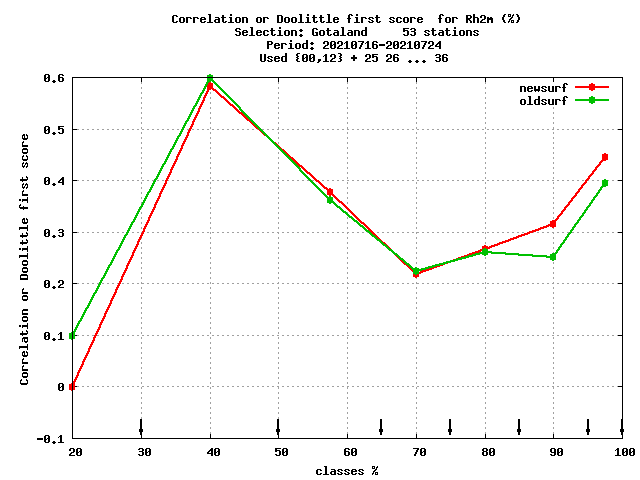 Correlation or Doolittle first score  for Rh2m (%)
Selection: Gotaland     53 stations
Period: 20210716-20210724
Used {00,12} + 25 26 ... 36
newsurf
oldsurf
Correlation or Doolittle first score
0.6
0.5
0.4
0.3
0.2
0.1
0
-0.1
20 30 40 50 60 70 80 90 100
classes %